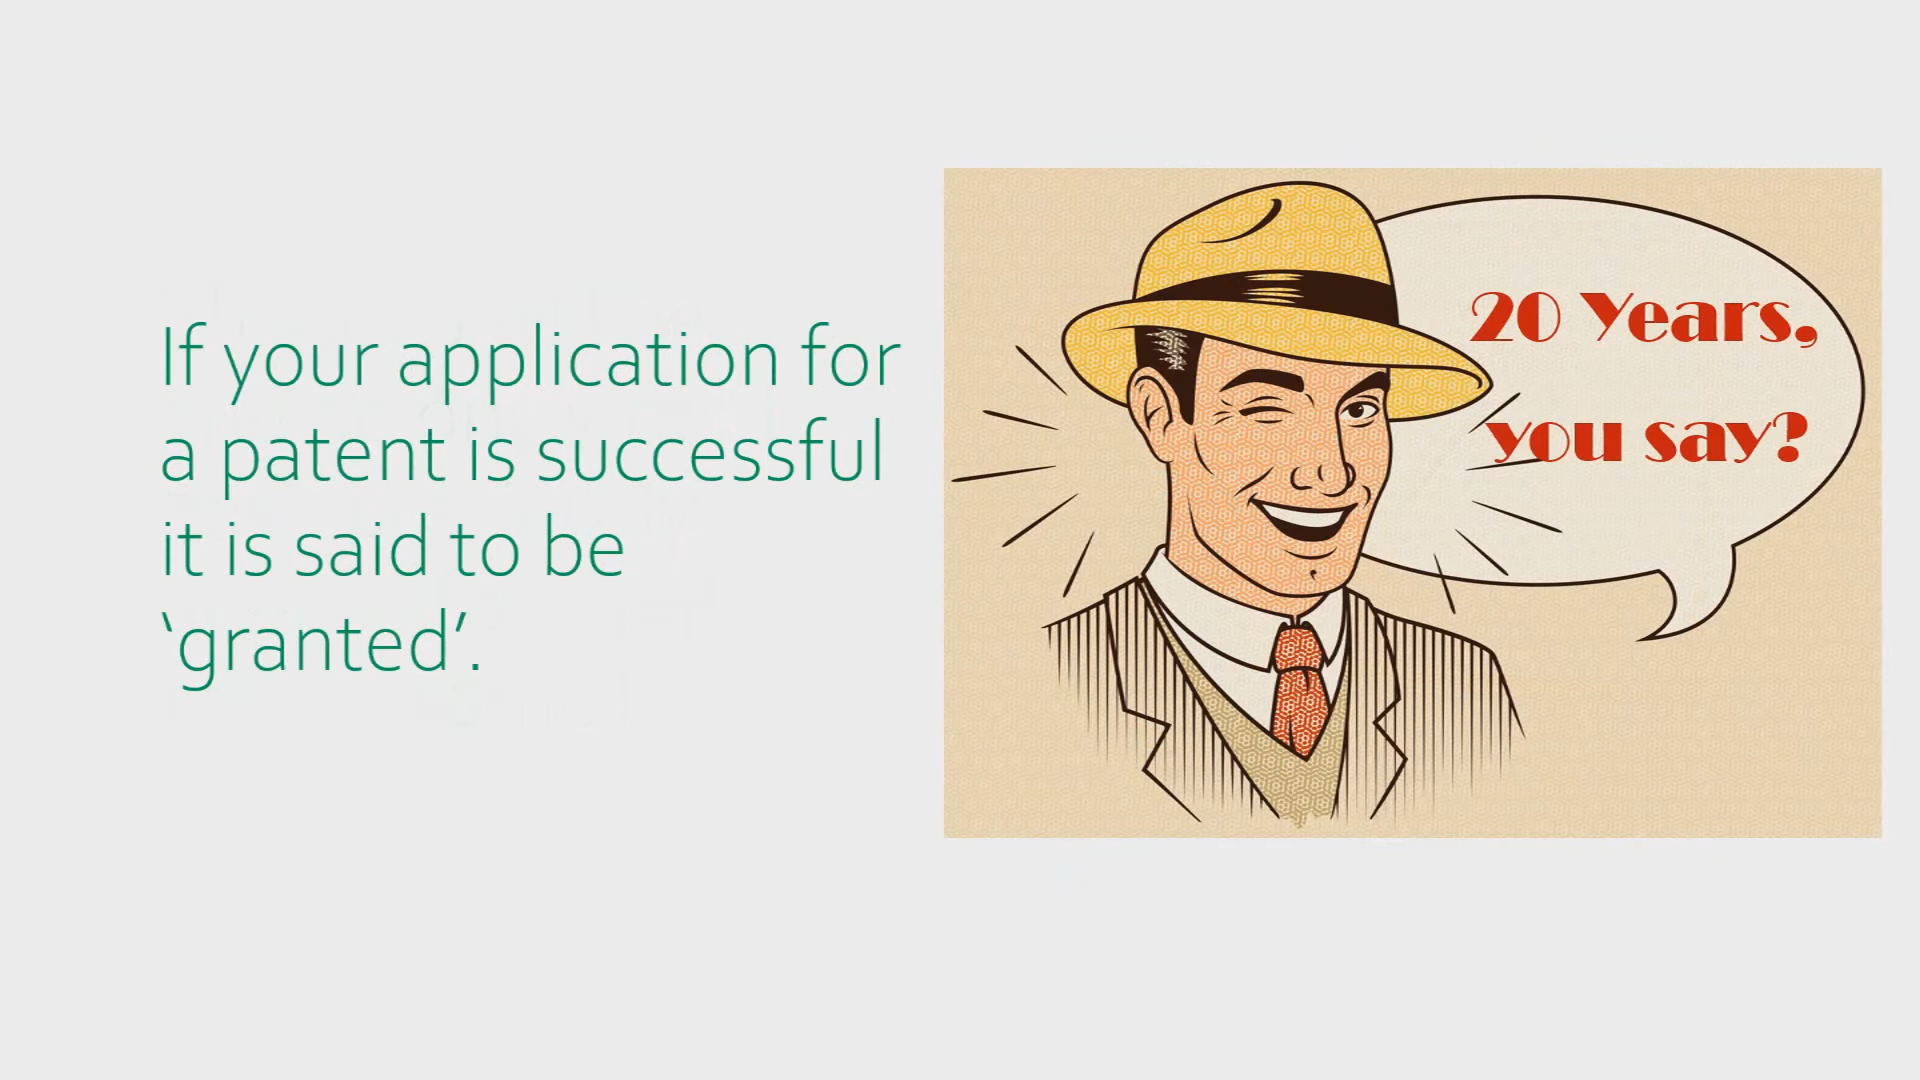 If your application for
a patent is successful
it is said to be
‘granted’.
20 Years,
you say?